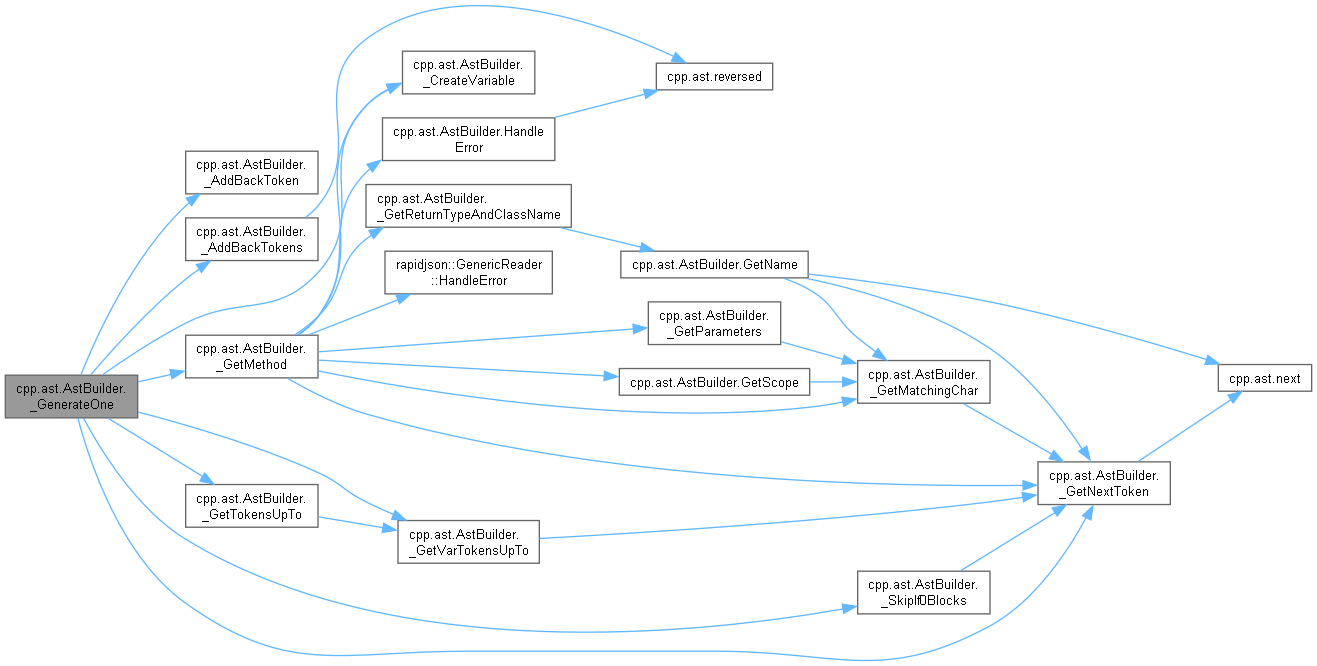 cpp.ast.AstBuilder.
_GenerateOne
cpp.ast.AstBuilder.
_AddBackToken
cpp.ast.AstBuilder.
_AddBackTokens
cpp.ast.AstBuilder.
_GetMethod
cpp.ast.AstBuilder.
_GetTokensUpTo
cpp.ast.AstBuilder.
_CreateVariable
cpp.ast.AstBuilder.Handle
Error
cpp.ast.AstBuilder.
_GetReturnTypeAndClassName
rapidjson::GenericReader
::HandleError
cpp.ast.AstBuilder.
_GetVarTokensUpTo
cpp.ast.reversed
cpp.ast.AstBuilder.GetName
cpp.ast.AstBuilder.
_GetParameters
cpp.ast.AstBuilder.GetScope
cpp.ast.AstBuilder.
_GetMatchingChar
cpp.ast.AstBuilder.
_SkipIf0Blocks
cpp.ast.AstBuilder.
_GetNextToken
cpp.ast.next